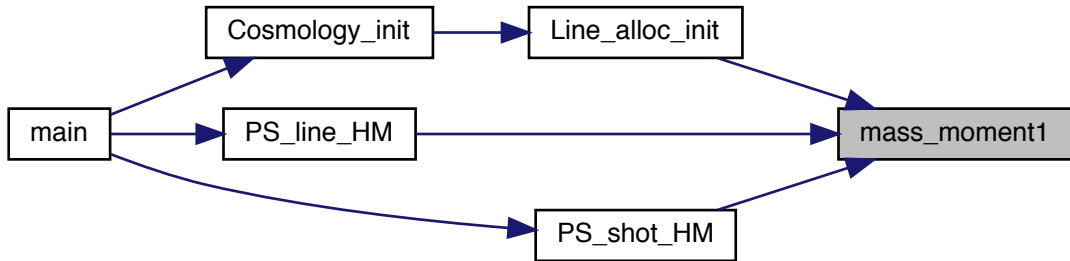 Cosmology_init
Line_alloc_init
main
PS_line_HM
mass_moment1
PS_shot_HM